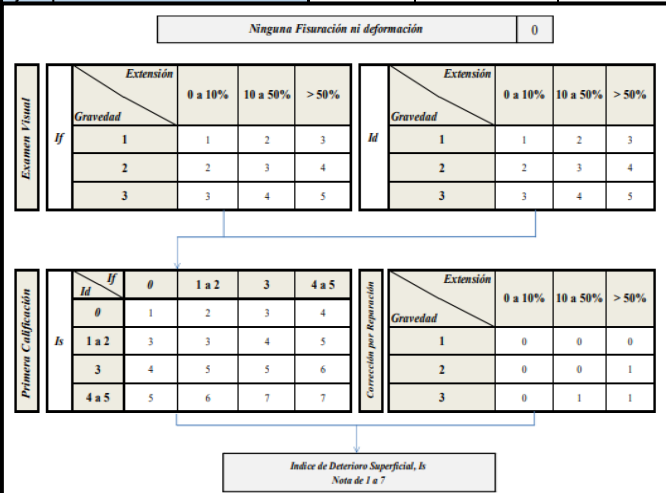 Ninguna Fisuración ni deformación 0
Examen Visual
If
Extensión
Gravedad
0 a 10% 10 a 50% > 50%
1 1 2 3
2 2 3 4
3 3 4 5
Id
Extensión
Gravedad
0 a 10% 10 a 50% > 50%
1 1 2 3
2 2 3 4
3 3 4 5
Primera Calificación
Is
If
Id
0 1 a 2 3 4 a 5
0 1 2 3 4
1 a 2 3 3 4 5
3 4 5 5 6
4 a 5 5 6 7 7
Corrección por Reparación
Extensión
Gravedad
0 a 10% 10 a 50% > 50%
1 0 0 0
2 0 0 1
3 0 1 1
Indice de Deterioro Superficial, Is
Nota de 1 a 7